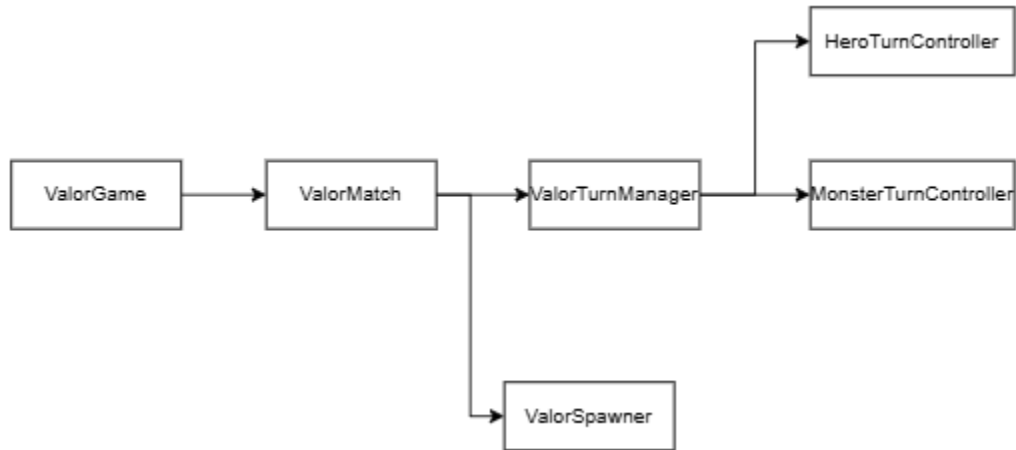 HeroTurnController
ValorGame
ValorMatch
ValorTurnManager
MonsterTurnController
ValorSpawner